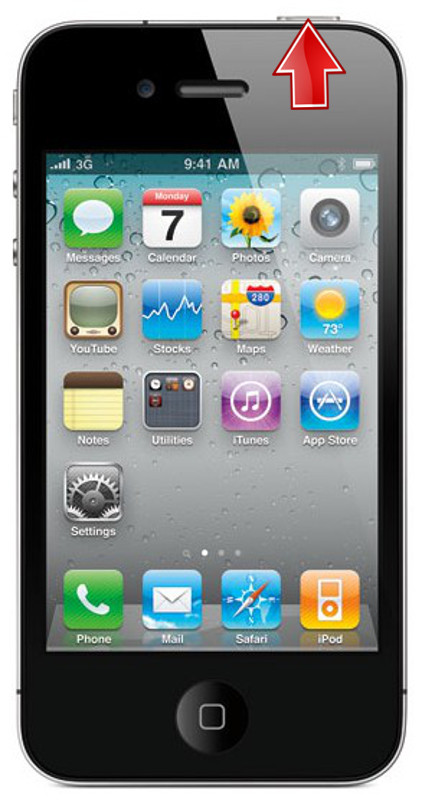 3G 9:41 AM
Monday
7
Messages Calendar Photos Camera
280
73°
YouTube Stocks Maps Weather
Notes Utilities iTunes App Store
Settings
Phone Mail Safari iPod